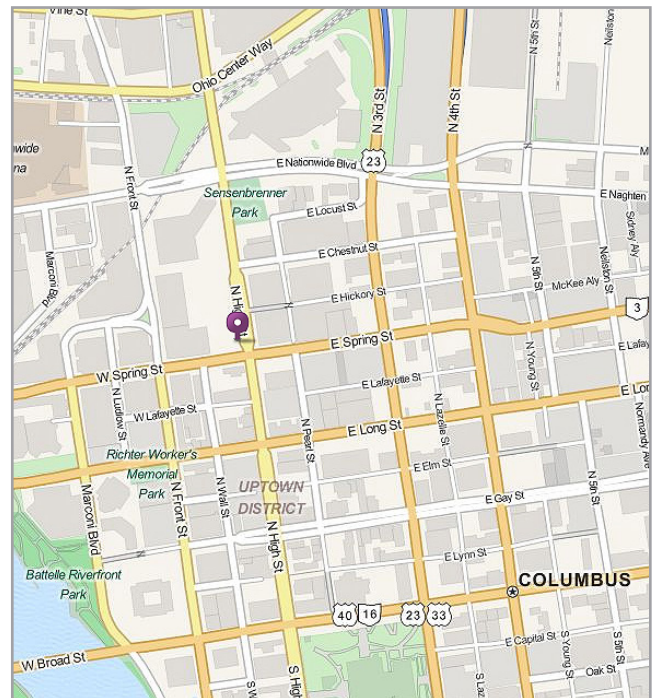 Vine St
Ohio Center Way
N 3rd St
N 4th St
N 5th St
Neilston
wide
na
N Front St
E Nationwide Blvd
23
M
Sensenbrenner
Park
E Locust St
E Naghten
Sidney Aly
E Chestnut St
Marconi Blvd
N 5th St
Neilston St
McKee Aly
N
E Hickory St
3
E Spring St
W Spring St
N Young St
E Lafay
E Lafayette St
E Lon
N Ludlow St
W Lafayette St
N Pearl St
N Lazelle St
Normandy Ave
E Long St
Richter Worker's
Memorial
Park
E Elm St
N 5th St
Marconi Blvd
N Front St
N Wall St
UPTOWN
DISTRICT
E Gay St
N High St
N
E Lynn St
Battelle Riverfront
Park
COLUMBUS
40
16
23
33
W Broad St
E Capital St
S Young St
S 5th St
S High
Oak St
S W
S Laz